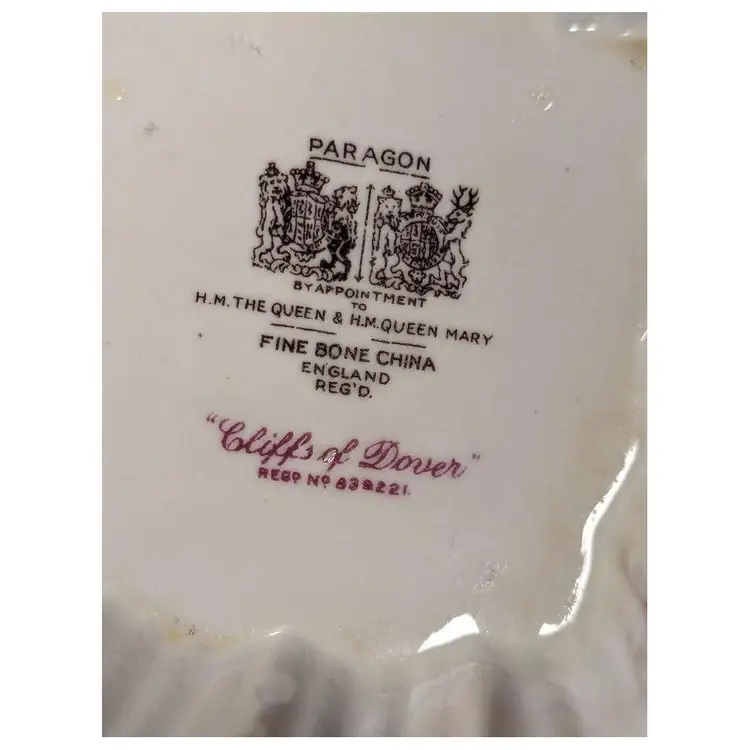 PARAGON
BY APPOINTMENT
TO
H.M. THE QUEEN & H.M. QUEEN MARY
FINE BONE CHINA
ENGLAND
REG'D.
"Cliffs of Dover"
REGD NO 839221.